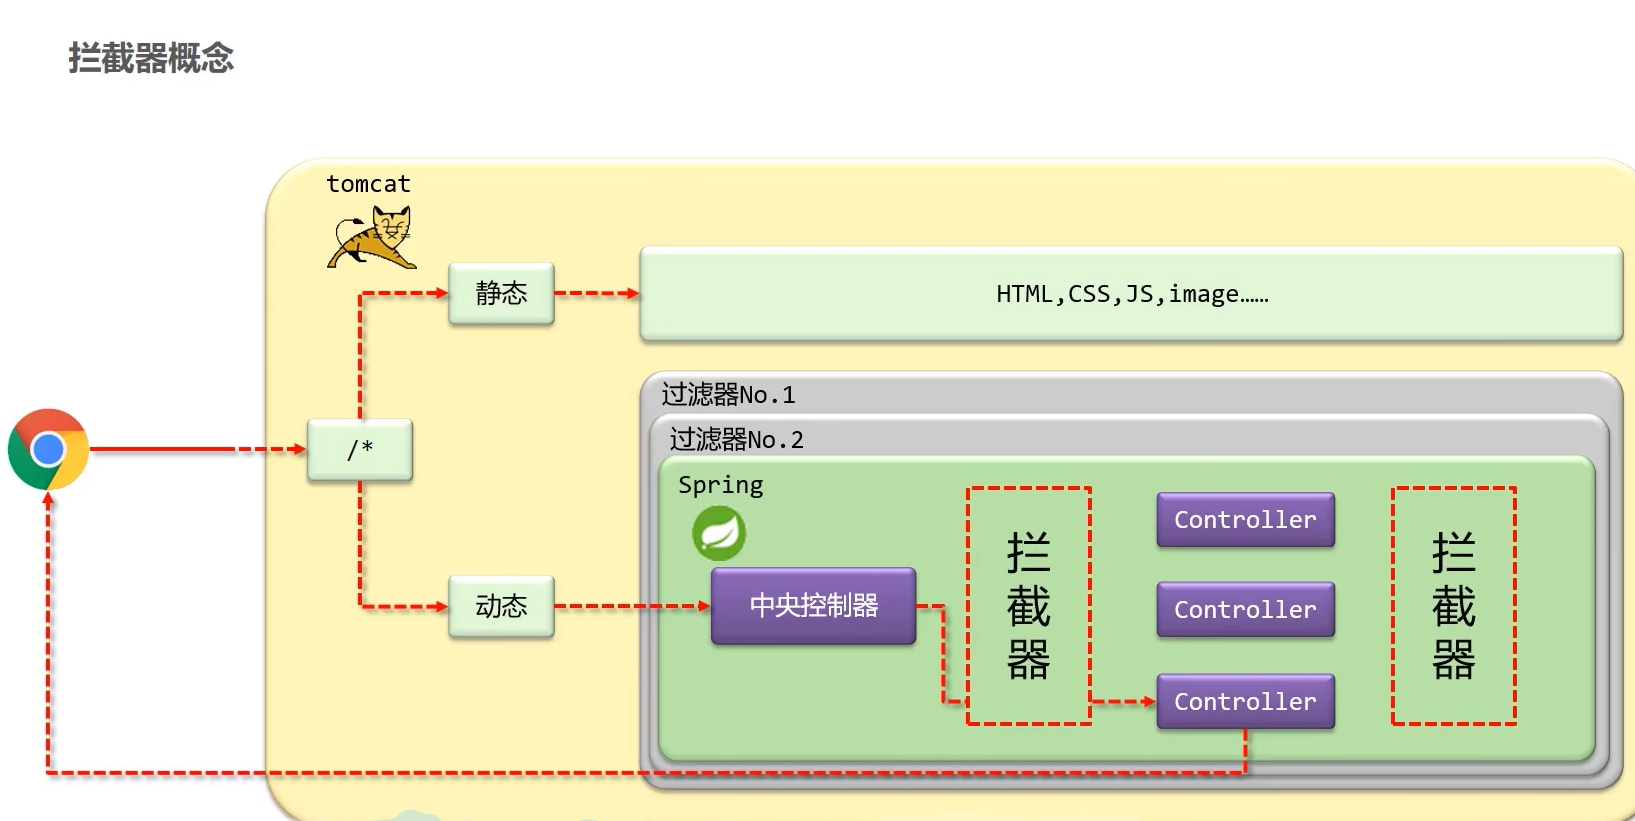 拦截器概念
tomcat
静态
HTML,CSS,JS,image……
过滤器No.1
过滤器No.2
/*
Spring
Controller
拦截器
拦截器
中央控制器
动态
Controller
Controller